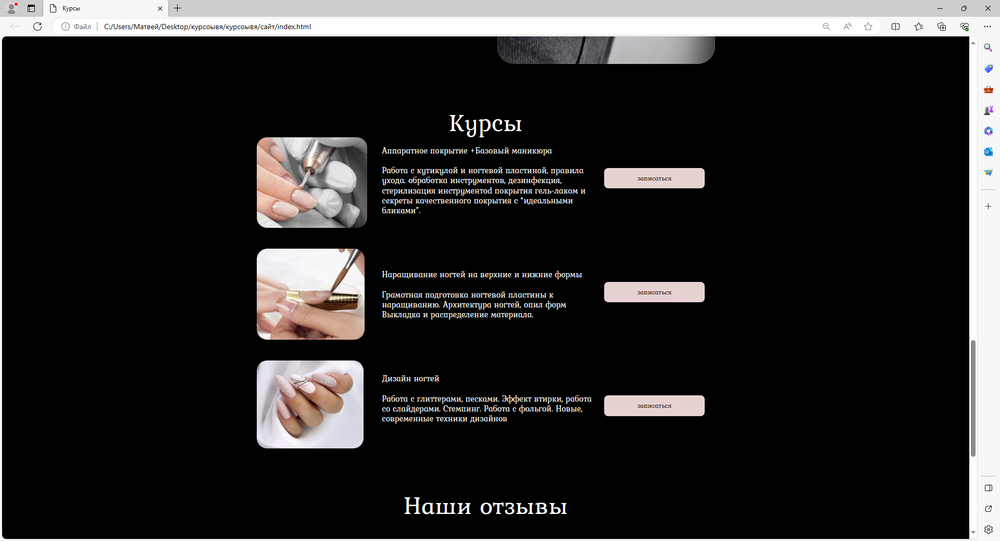 Курсы
Файл
C:/Users/Матвей/Desktop/курсоывя/курсоывя/сайт/index.html
Курсы
Аппаратное покрытие +Базовый маникюра
Работа с кутикулой и ногтевой пластиной, правила
ухода. обработка инструментов, дезинфекция,
стерилизация инструментоd покрытия гель-лаком и
секреты качественного покрытия с “идеальными
бликами”.
записаться
Наращивание ногтей на верхние и нижние формы
Грамотная подготовка ногтевой пластины к
наращиванию. Архитектура ногтей, опил форм
Выкладка и распределение материала.
записаться
Дизайн ногтей
Работа с глиттерами, песками. Эффект втирки, работа
со слайдерами. Стемпинг. Работа с фольгой. Новые,
современные техники дизайнов
записаться
Наши отзывы